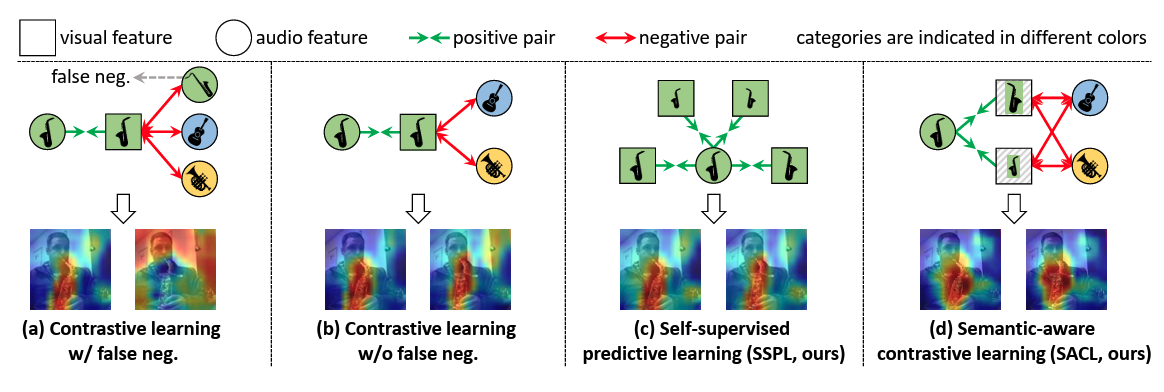 visual feature
audio feature
positive pair
negative pair
categories are indicated in different colors
false neg.
(a) Contrastive learning
w/ false neg.
(b) Contrastive learning
w/o false neg.
(c) Self-supervised
predictive learning (SSPL, ours)
(d) Semantic-aware
contrastive learning (SACL, ours)